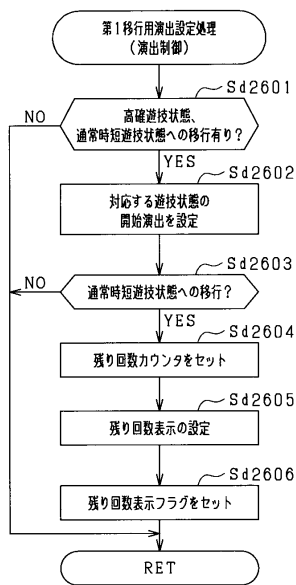 第1移行用演出設定処理
(演出制御)
Sd2601
NO
高確遊技状態、
通常時短遊技状態への移行有り?
YES
Sd2602
対応する遊技状態の
開始演出を設定
Sd2603
NO
通常時短遊技状態への移行?
YES
Sd2604
残り回数カウンタをセット
Sd2605
残り回数表示の設定
Sd2606
残り回数表示フラグをセット
RET